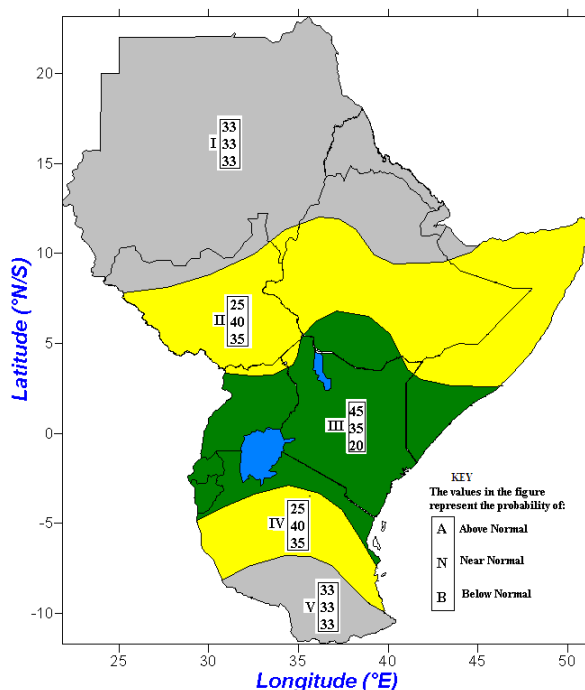 20
15
10
5
0
-5
-10
Latitude (°N/S)
I
33
33
33
II
25
40
35
III
45
35
20
IV
25
40
35
V
33
33
33
KEY
The values in the figure
represent the probability of:
A Above Normal
N Near Normal
B Below Normal
25 30 35 40 45 50
Longitude (°E)